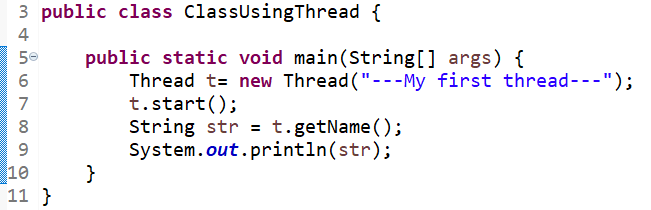 3 public class ClassUsingThread {
4
5 public static void main(String[] args) {
6 Thread t= new Thread("---My first thread---");
7 t.start();
8 String str = t.getName();
9 System.out.println(str);
10 }
11 }